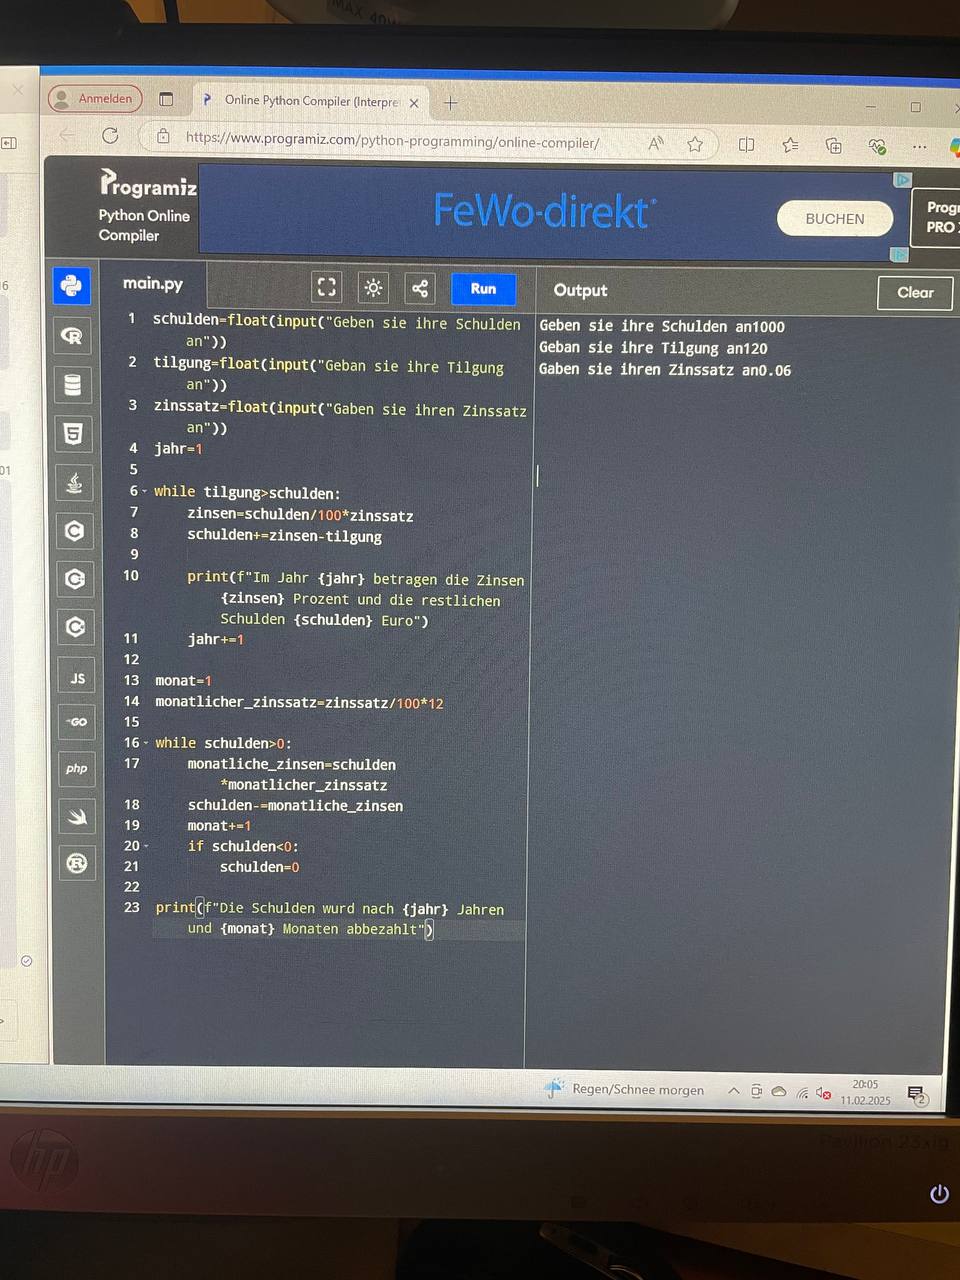 MAX 40W
Anmelden
Online Python Compiler (Interpre
https://www.programiz.com/python-programming/online-compiler/
Programiz
Python Online
Compiler
FeWo-direkt
BUCHEN
Progr
PRO
main.py
Run
Output
Clear
1 schulden=float(input("Geben sie ihre Schulden
an"))
2 tilgung=float(input("Geban sie ihre Tilgung
an"))
3 zinssatz=float(input("Gaben sie ihren Zinssatz
an"))
4 jahr=1
5
6 while tilgung>schulden:
7 zinsen=schulden/100*zinssatz
8 schulden+=zinsen-tilgung
9
10 print(f"Im Jahr {jahr} betragen die Zinsen
{zinsen} Prozent und die restlichen
Schulden {schulden} Euro")
11 jahr+=1
12
13 monat=1
14 monatlicher_zinssatz=zinssatz/100*12
15
16 while schulden>0:
17 monatliche_zinsen=schulden
*monatlicher_zinssatz
18 schulden-=monatliche_zinsen
19 monat+=1
20 if schulden<0:
21 schulden=0
22
23 print(f"Die Schulden wurd nach {jahr} Jahren
und {monat} Monaten abbezahlt")
Geben sie ihre Schulden an1000
Geban sie ihre Tilgung an120
Gaben sie ihren Zinssatz an0.06
JS
GO
php
16
01
Regen/Schnee morgen
20:05
11.02.2025
2
hp
Pavilion 23xig